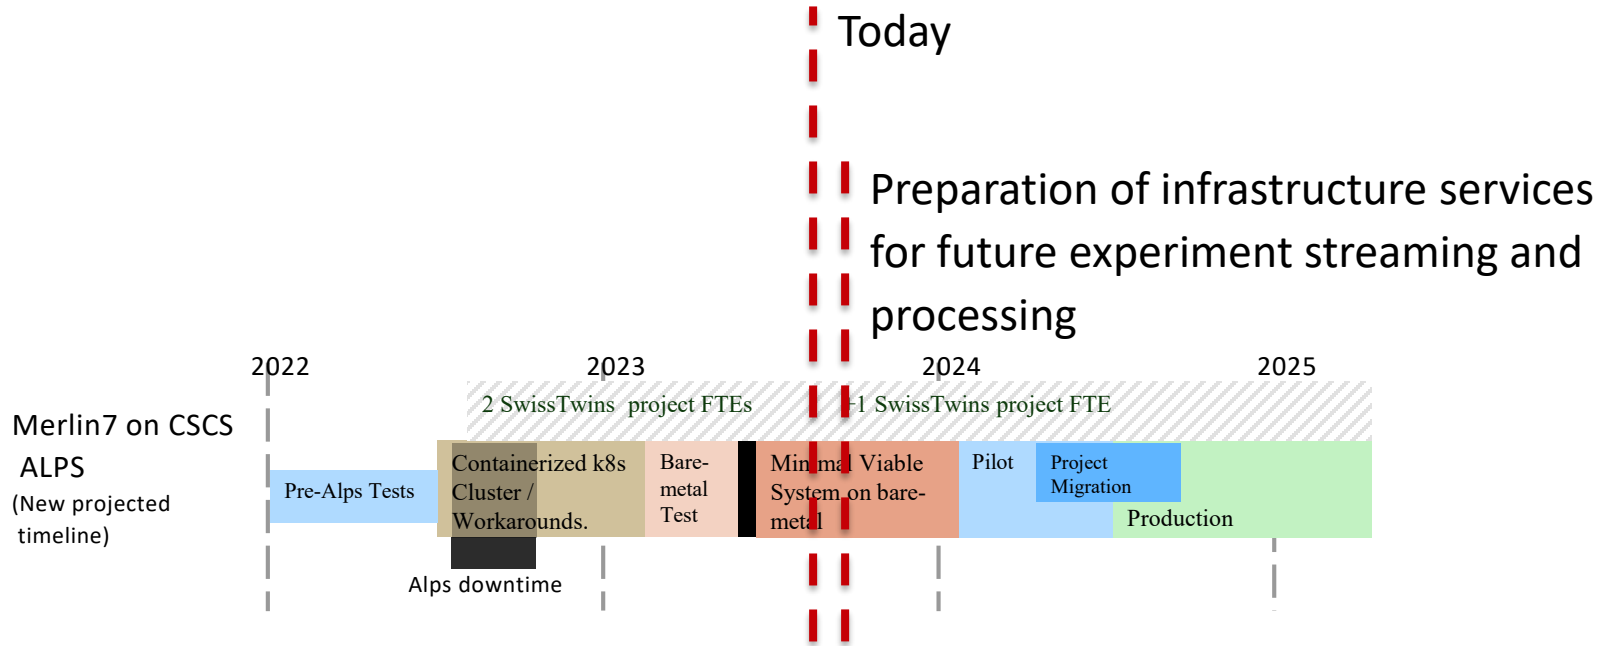 Today
Preparation of infrastructure services
for future experiment streaming and
processing
2022
2023
2024
2025
2 SwissTwins project FTEs
+1 SwissTwins project FTE
Merlin7 on CSCS
ALPS
(New projected
timeline)
Pre-Alps Tests
Containerized k8s
Cluster /
Workarounds.
Bare-
metal
Test
Minimal Viable
System on bare-
metal
Pilot
Project
Migration
Production
Alps downtime